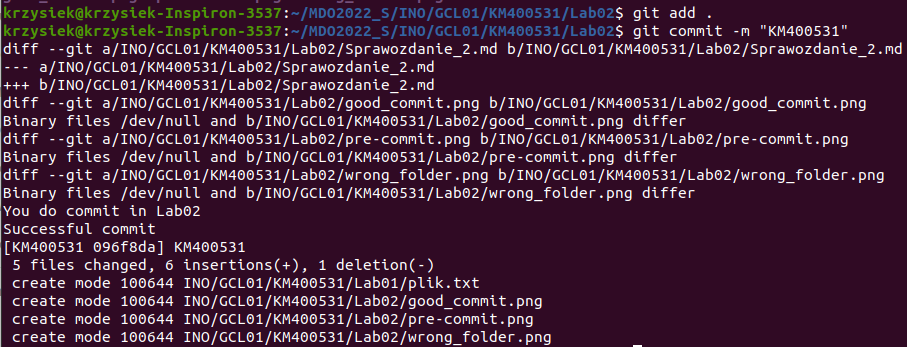 krzysiek@krzysiek-Inspiron-3537:~/MDO2022_S/INO/GCL01/KM400531/Lab02$ git add .
krzysiek@krzysiek-Inspiron-3537:~/MDO2022_S/INO/GCL01/KM400531/Lab02$ git commit -m "KM400531"
diff --git a/INO/GCL01/KM400531/Lab02/Sprawozdanie_2.md b/INO/GCL01/KM400531/Lab02/Sprawozdanie_2.md
--- a/INO/GCL01/KM400531/Lab02/Sprawozdanie_2.md
+++ b/INO/GCL01/KM400531/Lab02/Sprawozdanie_2.md
diff --git a/INO/GCL01/KM400531/Lab02/good_commit.png b/INO/GCL01/KM400531/Lab02/good_commit.png
Binary files /dev/null and b/INO/GCL01/KM400531/Lab02/good_commit.png differ
diff --git a/INO/GCL01/KM400531/Lab02/pre-commit.png b/INO/GCL01/KM400531/Lab02/pre-commit.png
Binary files /dev/null and b/INO/GCL01/KM400531/Lab02/pre-commit.png differ
diff --git a/INO/GCL01/KM400531/Lab02/wrong_folder.png b/INO/GCL01/KM400531/Lab02/wrong_folder.png
Binary files /dev/null and b/INO/GCL01/KM400531/Lab02/wrong_folder.png differ
You do commit in Lab02
Successful commit
[KM400531 096f8da] KM400531
 5 files changed, 6 insertions(+), 1 deletion(-)
 create mode 100644 INO/GCL01/KM400531/Lab01/plik.txt
 create mode 100644 INO/GCL01/KM400531/Lab02/good_commit.png
 create mode 100644 INO/GCL01/KM400531/Lab02/pre-commit.png
 create mode 100644 INO/GCL01/KM400531/Lab02/wrong_folder.png